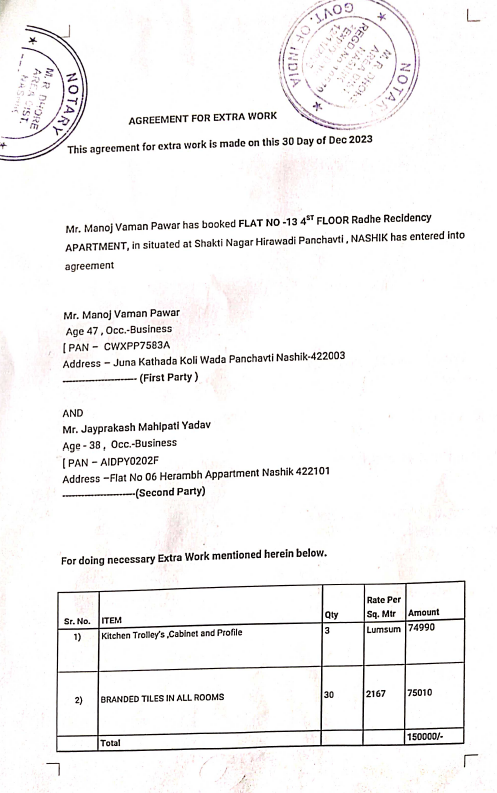 NOTARY
M. R. DHORE
AREA DIST.
NASHIK
GOVT. OF INDIA
NOTAR
M. R. DHORE
AREA DIST.
NASHIK
AGREEMENT FOR EXTRA WORK
This agreement for extra work is made on this 30 Day of Dec 2023
Mr. Manoj Vaman Pawar has booked FLAT NO -13 4ST FLOOR Radhe Recidency
APARTMENT, in situated at Shakti Nagar Hirawadi Panchavti , NASHIK has entered into
agreement
Mr. Manoj Vaman Pawar
Age 47 , Occ.-Business
[ PAN – CWXPP7583A
Address – Juna Kathada Koli Wada Panchavti Nashik-422003
----------------------- (First Party )
AND
Mr. Jayprakash Mahipati Yadav
Age - 38 , Occ.-Business
[ PAN – AIDPY0202F
Address –Flat No 06 Herambh Appartment Nashik 422101
-----------------------(Second Party)
For doing necessary Extra Work mentioned herein below.
Sr. No. ITEM Qty Rate Per Sq. Mtr Amount
1) Kitchen Trolley's ,Cabinet and Profile 3 Lumsum 74990
2) BRANDED TILES IN ALL ROOMS 30 2167 75010
Total 150000/-